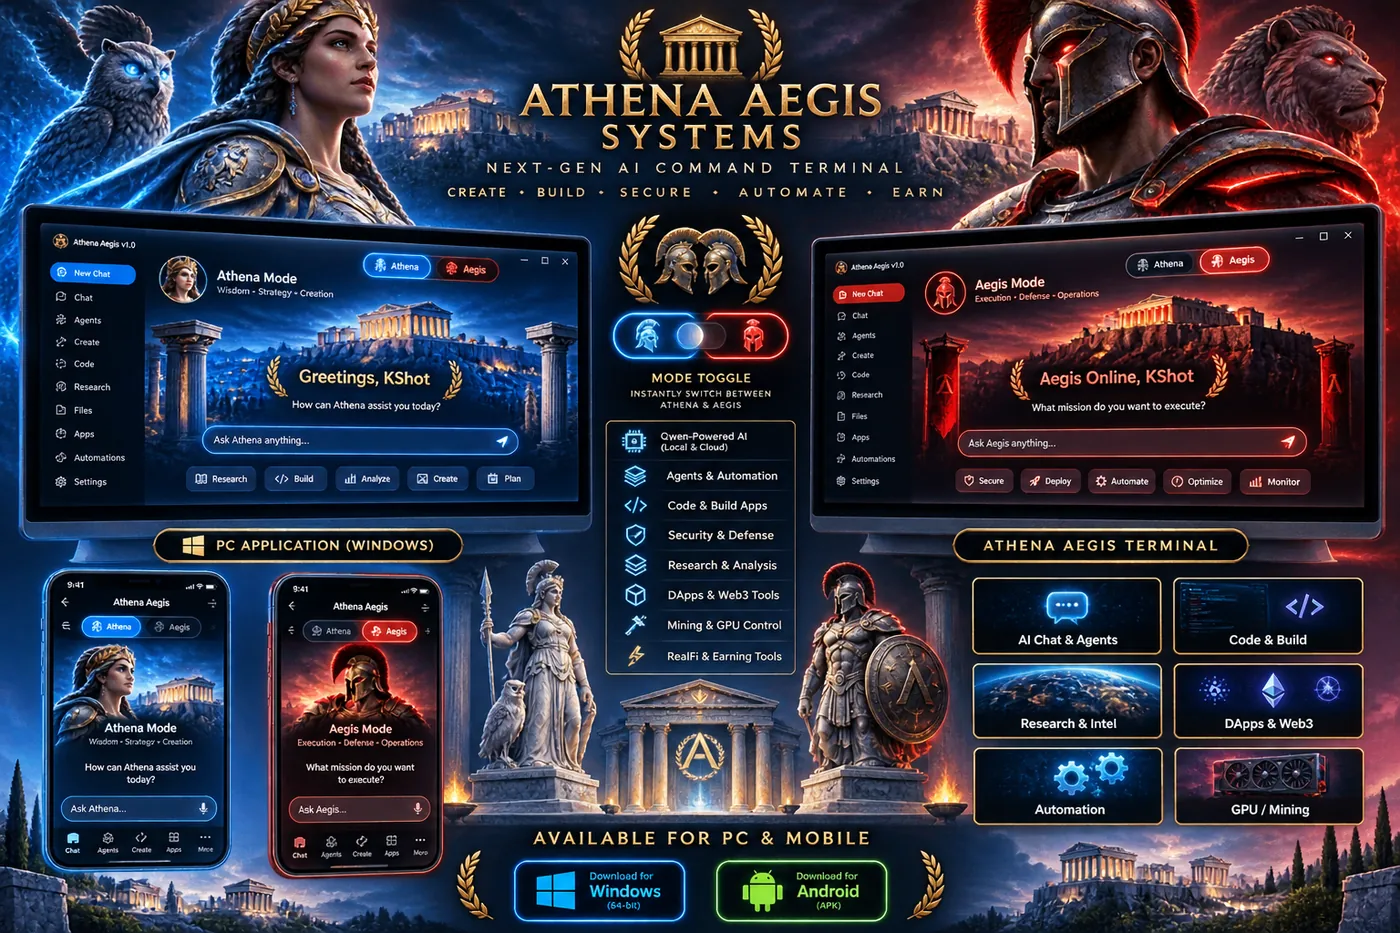 ATHENA AEGIS
SYSTEMS
NEXT-GEN AI COMMAND TERMINAL
CREATE • BUILD • SECURE • AUTOMATE • EARN
Athena Aegis v1.0
New Chat
Chat
Agents
Create
Code
Research
Files
Apps
Automations
Settings
Athena Mode
Wisdom - Strategy - Creation
Athena
Aegis
Greetings, KShot
How can Athena assist you today?
Ask Athena anything...
Research
Build
Analyze
Create
Plan
PC APPLICATION (WINDOWS)
MODE TOGGLE
INSTANTLY SWITCH BETWEEN
ATHENA & AEGIS
Qwen-Powered AI
(Local & Cloud)
Agents & Automation
Code & Build Apps
Security & Defense
Research & Analysis
DApps & Web3 Tools
Mining & GPU Control
RealFi & Earning Tools
Athena Aegis v1.0
New Chat
Chat
Agents
Create
Code
Research
Files
Apps
Automations
Settings
Aegis Mode
Execution - Defense - Operations
Athena
Aegis
Aegis Online, KShot
What mission do you want to execute?
Ask Aegis anything...
Secure
Deploy
Automate
Optimize
Monitor
ATHENA AEGIS TERMINAL
9:41
Athena Aegis
Athena
Aegis
Athena Mode
Wisdom - Strategy - Creation
How can Athena assist you
today?
Ask Athena...
Chat
Agents
Create
Apps
More
9:41
Athena Aegis
Athena
Aegis
Aegis Mode
Execution - Defense - Operations
What mission do you want
to execute?
Ask Aegis...
Chat
Agents
Create
Apps
More
AI Chat & Agents
Code & Build
Research & Intel
DApps & Web3
Automation
GPU / Mining
AVAILABLE FOR PC & MOBILE
Download for
Windows
(64-bit)
Download for
Android
(APK)